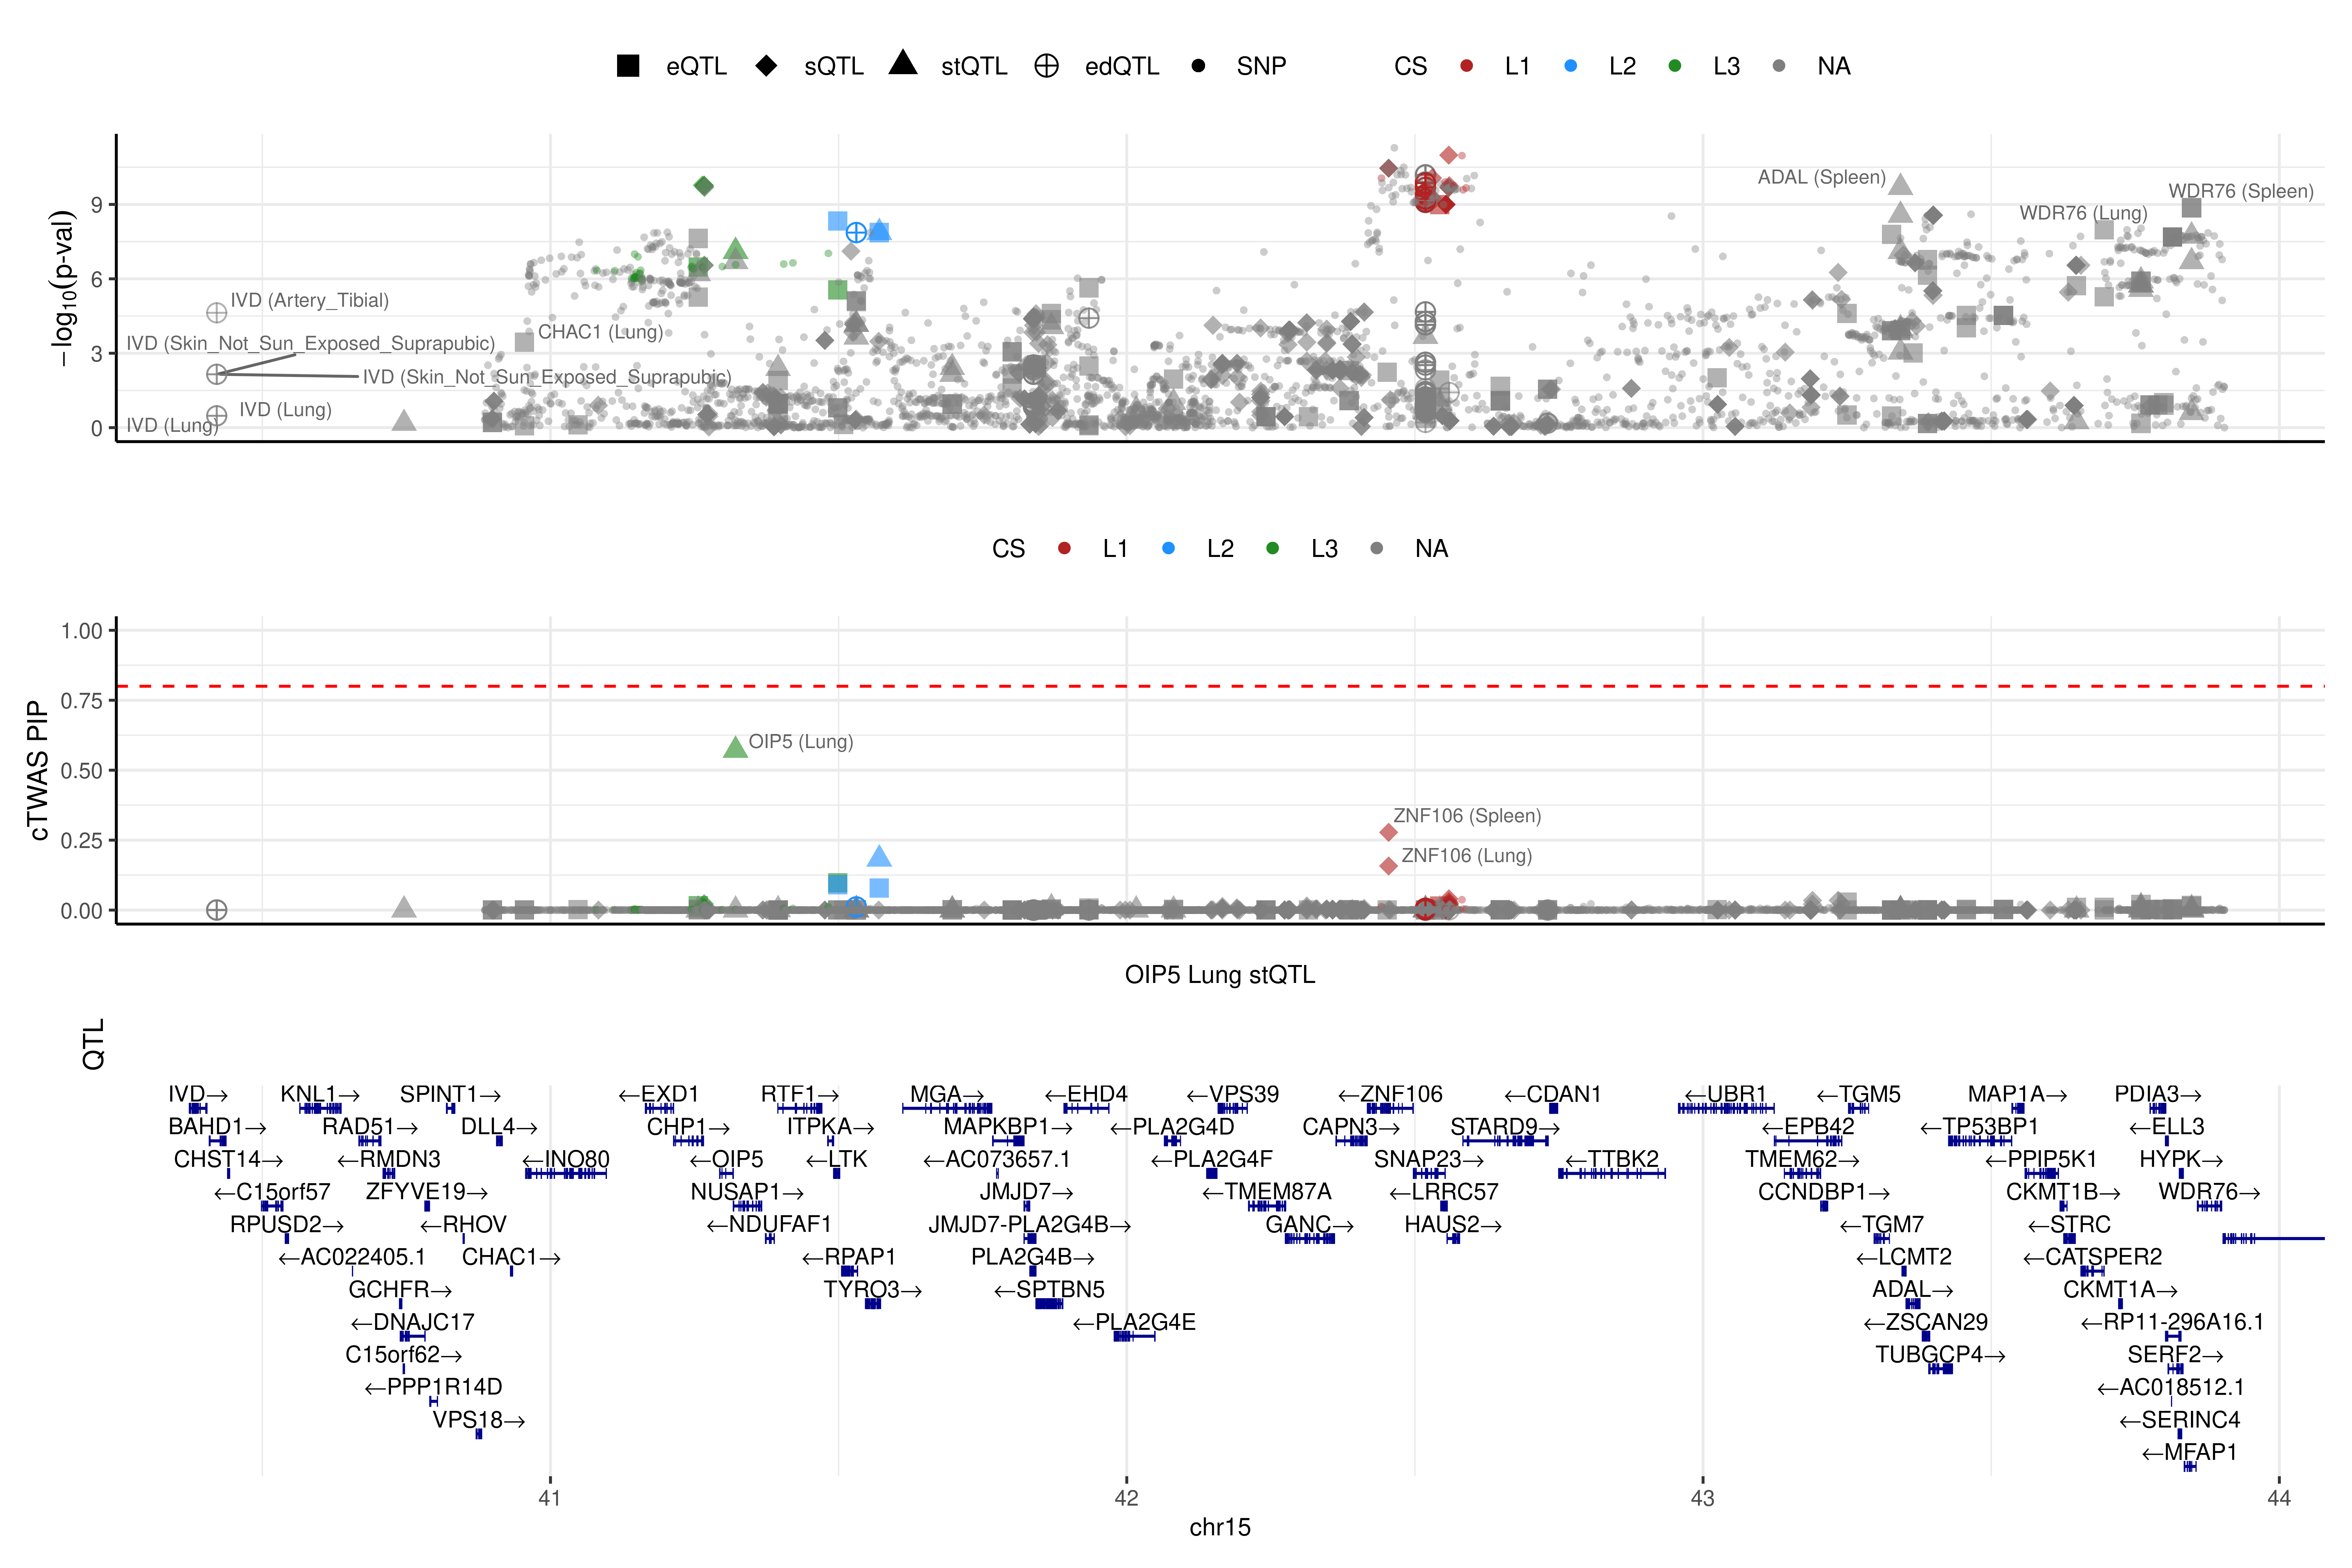 eQTL sQTL stQTL edQTL SNP CS L1 L2 L3 NA
−log10(p-val)
9
6
3
0
ADAL (Spleen)
WDR76 (Spleen)
WDR76 (Lung)
IVD (Artery_Tibial)
CHAC1 (Lung)
IVD (Skin_Not_Sun_Exposed_Suprapubic)
IVD (Skin_Not_Sun_Exposed_Suprapubic)
IVD (Lung)
IVD (Lung)
CS L1 L2 L3 NA
cTWAS PIP
1.00
0.75
0.50
0.25
0.00
OIP5 (Lung)
ZNF106 (Spleen)
ZNF106 (Lung)
OIP5 Lung stQTL
QTL
IVD→ KNL1→ SPINT1→ ←EXD1 RTF1→ MGA→ ←EHD4 ←VPS39 ←ZNF106 ←CDAN1 ←UBR1 ←TGM5 MAP1A→ PDIA3→
BAHD1→ RAD51→ DLL4→ CHP1→ ITPKA→ MAPKBP1→ ←PLA2G4D CAPN3→ STARD9→ ←EPB42 ←TP53BP1 ←ELL3
CHST14→ ←RMDN3 ←INO80 ←OIP5 ←LTK ←AC073657.1 ←PLA2G4F SNAP23→ ←TTBK2 TMEM62→ ←PPIP5K1 HYPK→
←C15orf57 ZFYVE19→ NUSAP1→ JMJD7→ ←TMEM87A ←LRRC57 CCNDBP1→ CKMT1B→ WDR76→
RPUSD2→ ←RHOV ←NDUFAF1 JMJD7-PLA2G4B→ GANC→ HAUS2→ ←TGM7 ←STRC
←AC022405.1 CHAC1→ ←RPAP1 PLA2G4B→ ←LCMT2 ←CATSPER2
GCHFR→ TYRO3→ ←SPTBN5 ADAL→ CKMT1A→
←DNAJC17 ←PLA2G4E ←ZSCAN29 ←RP11-296A16.1
C15orf62→ TUBGCP4→ SERF2→
←PPP1R14D ←AC018512.1
VPS18→ ←SERINC4
←MFAP1
41 42 43 44
chr15